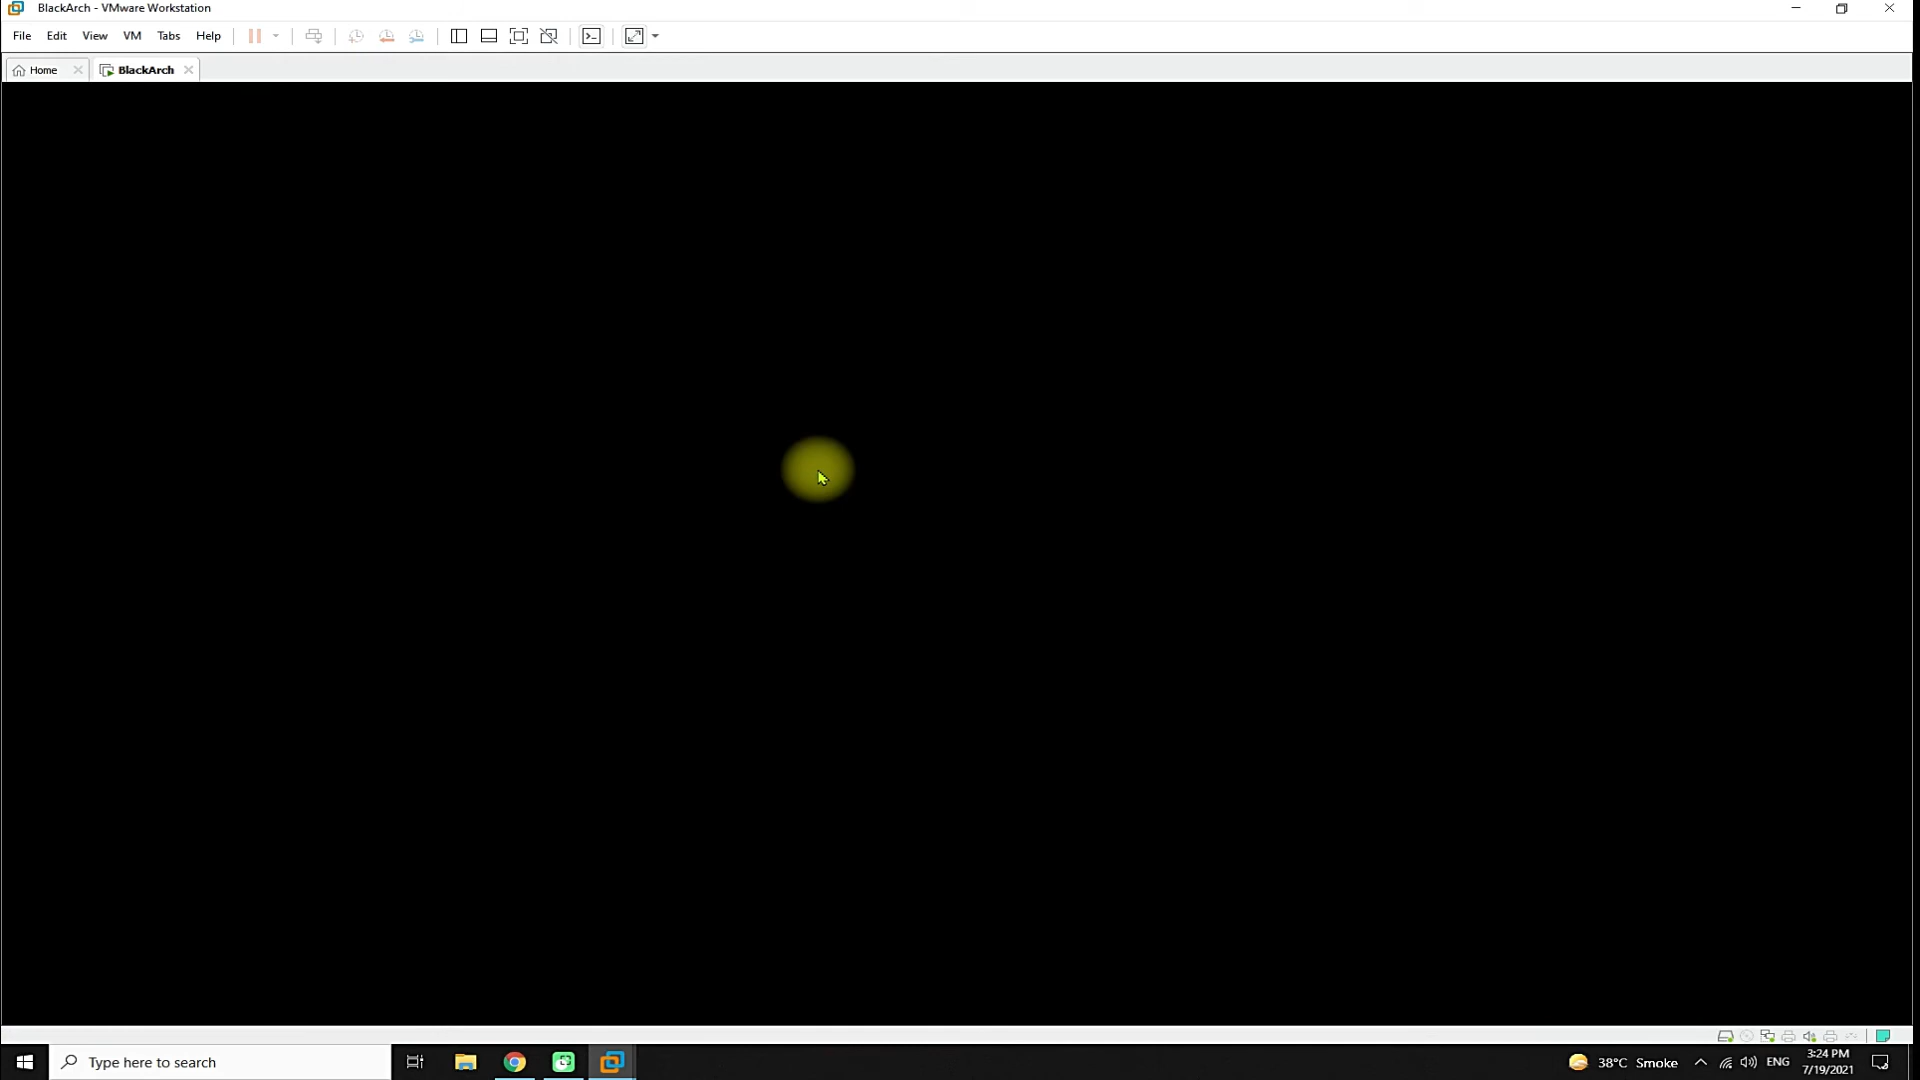 BlackArch - VMware Workstation
File Edit View VM Tabs Help
Home BlackArch
Type here to search
38°C Smoke ENG 3:24 PM
7/19/2021